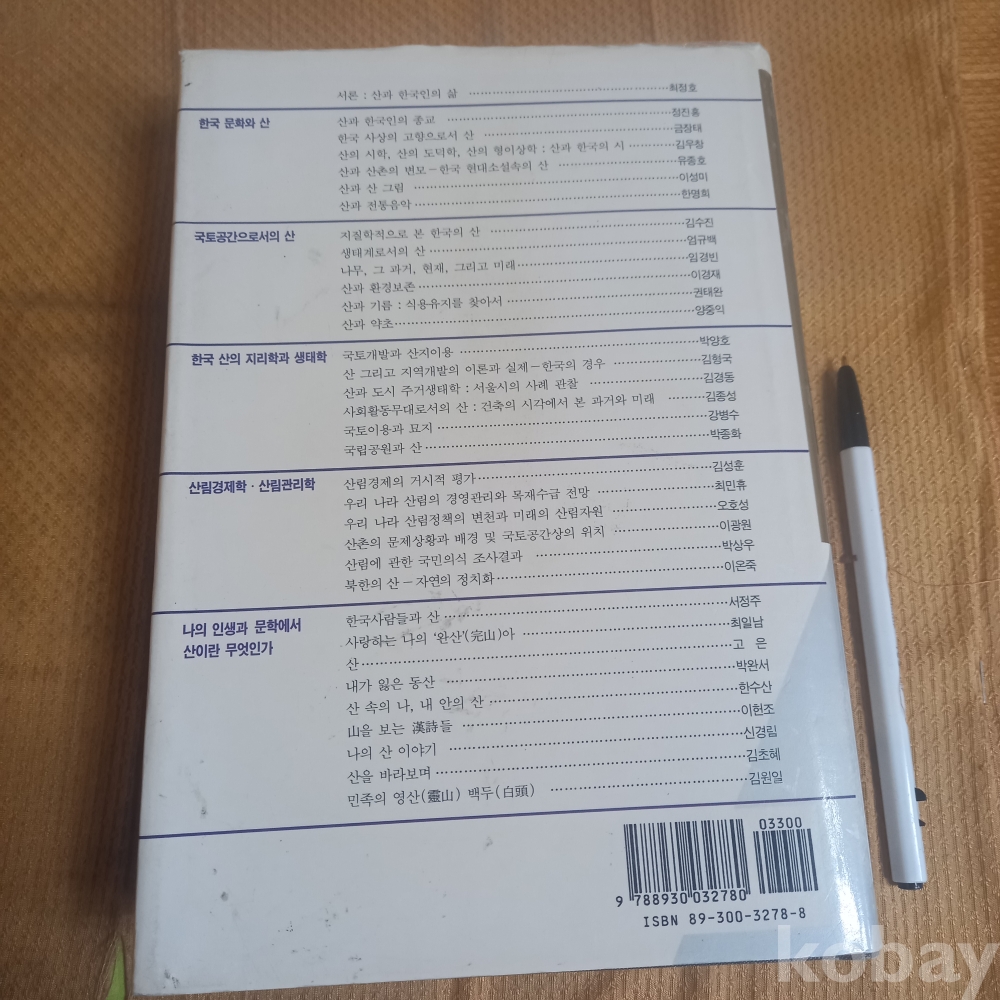 서론 : 산과 한국인의 삶 ················ 최정호
한국 문화와 산
산과 한국인의 종교 ················ 정진홍
한국 사상의 고향으로서 산 ················ 금장태
산의 시학, 산의 도덕학, 산의 형이상학 : 산과 한국의 시 ················ 김우창
산과 산촌의 변모 – 한국 현대소설속의 산 ················ 유종호
산과 산 그림 ················ 이성미
산과 전통음악 ················ 한명희
국토공간으로서의 산
지질학적으로 본 한국의 산 ················ 김수진
생태계로서의 산 ················ 엄규백
나무, 그 과거, 현재, 그리고 미래 ················ 임경빈
산과 환경보존 ················ 이경재
산과 기름 : 식용유지를 찾아서 ················ 권태완
산과 약초 ················ 양중익
한국 산의 지리학과 생태학
국토개발과 산지이용 ················ 박양호
산 그리고 지역개발의 이론과 실제 – 한국의 경우 ················ 김형국
산과 도시 주거생태학 : 서울시의 사례 관찰 ················ 김경동
사회활동무대로서의 산 : 건축의 시각에서 본 과거와 미래 ················ 김종성
국토이용과 묘지 ················ 강병수
국립공원과 산 ················ 박종화
산림경제학 · 산림관리학
산림경제의 거시적 평가 ················ 김성훈
우리 나라 산림의 경영관리와 목재수급 전망 ················ 최민휴
우리 나라 산림정책의 변천과 미래의 산림자원 ················ 오호성
산촌의 문제상황과 배경 및 국토공간상의 위치 ················ 이광원
산림에 관한 국민의식 조사결과 ················ 박상우
북한의 산 – 자연의 정치화 ················ 이온죽
나의 인생과 문학에서
산이란 무엇인가
한국사람들과 산 ················ 서정주
사랑하는 나의 '완산'(完山)아 ················ 최일남
산 ················ 고 은
내가 잃은 동산 ················ 박완서
산 속의 나, 내 안의 산 ················ 한수산
山을 보는 漢詩들 ················ 이헌조
나의 산 이야기 ················ 신경림
산을 바라보며 ················ 김초혜
민족의 영산(靈山) 백두(白頭) ················ 김원일
03300
9 788930 032780
ISBN 89-300-3278-8
kobay